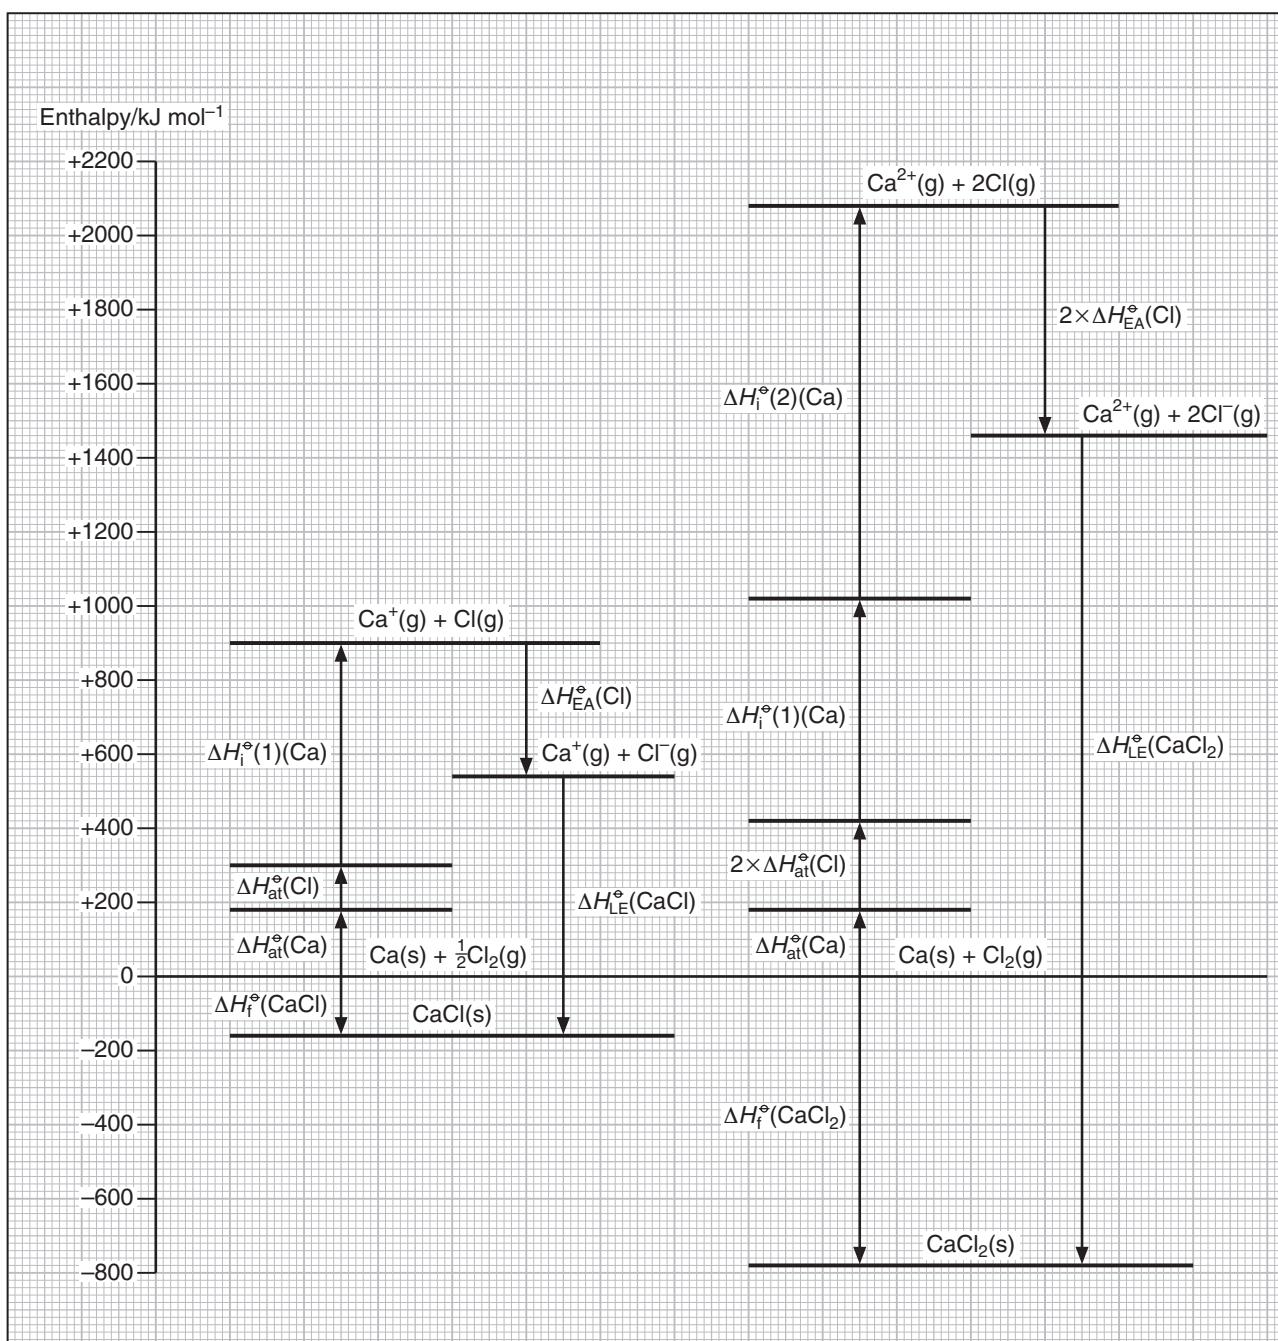 Enthalpy/kJ mol⁻¹
+2200
+2000
+1800
+1600
+1400
+1200
+1000
+800
+600
+400
+200
0
–200
–400
–600
–800
Ca⁺(g) + Cl(g)
ΔH⦵EA(Cl)
ΔH⦵i(1)(Ca)
Ca⁺(g) + Cl⁻(g)
ΔH⦵at(Cl)
ΔH⦵LE(CaCl)
ΔH⦵at(Ca)
Ca(s) + ½Cl₂(g)
ΔH⦵f(CaCl)
CaCl(s)
Ca²⁺(g) + 2Cl(g)
2×ΔH⦵EA(Cl)
ΔH⦵i(2)(Ca)
Ca²⁺(g) + 2Cl⁻(g)
ΔH⦵i(1)(Ca)
ΔH⦵LE(CaCl₂)
2×ΔH⦵at(Cl)
ΔH⦵at(Ca)
Ca(s) + Cl₂(g)
ΔH⦵f(CaCl₂)
CaCl₂(s)